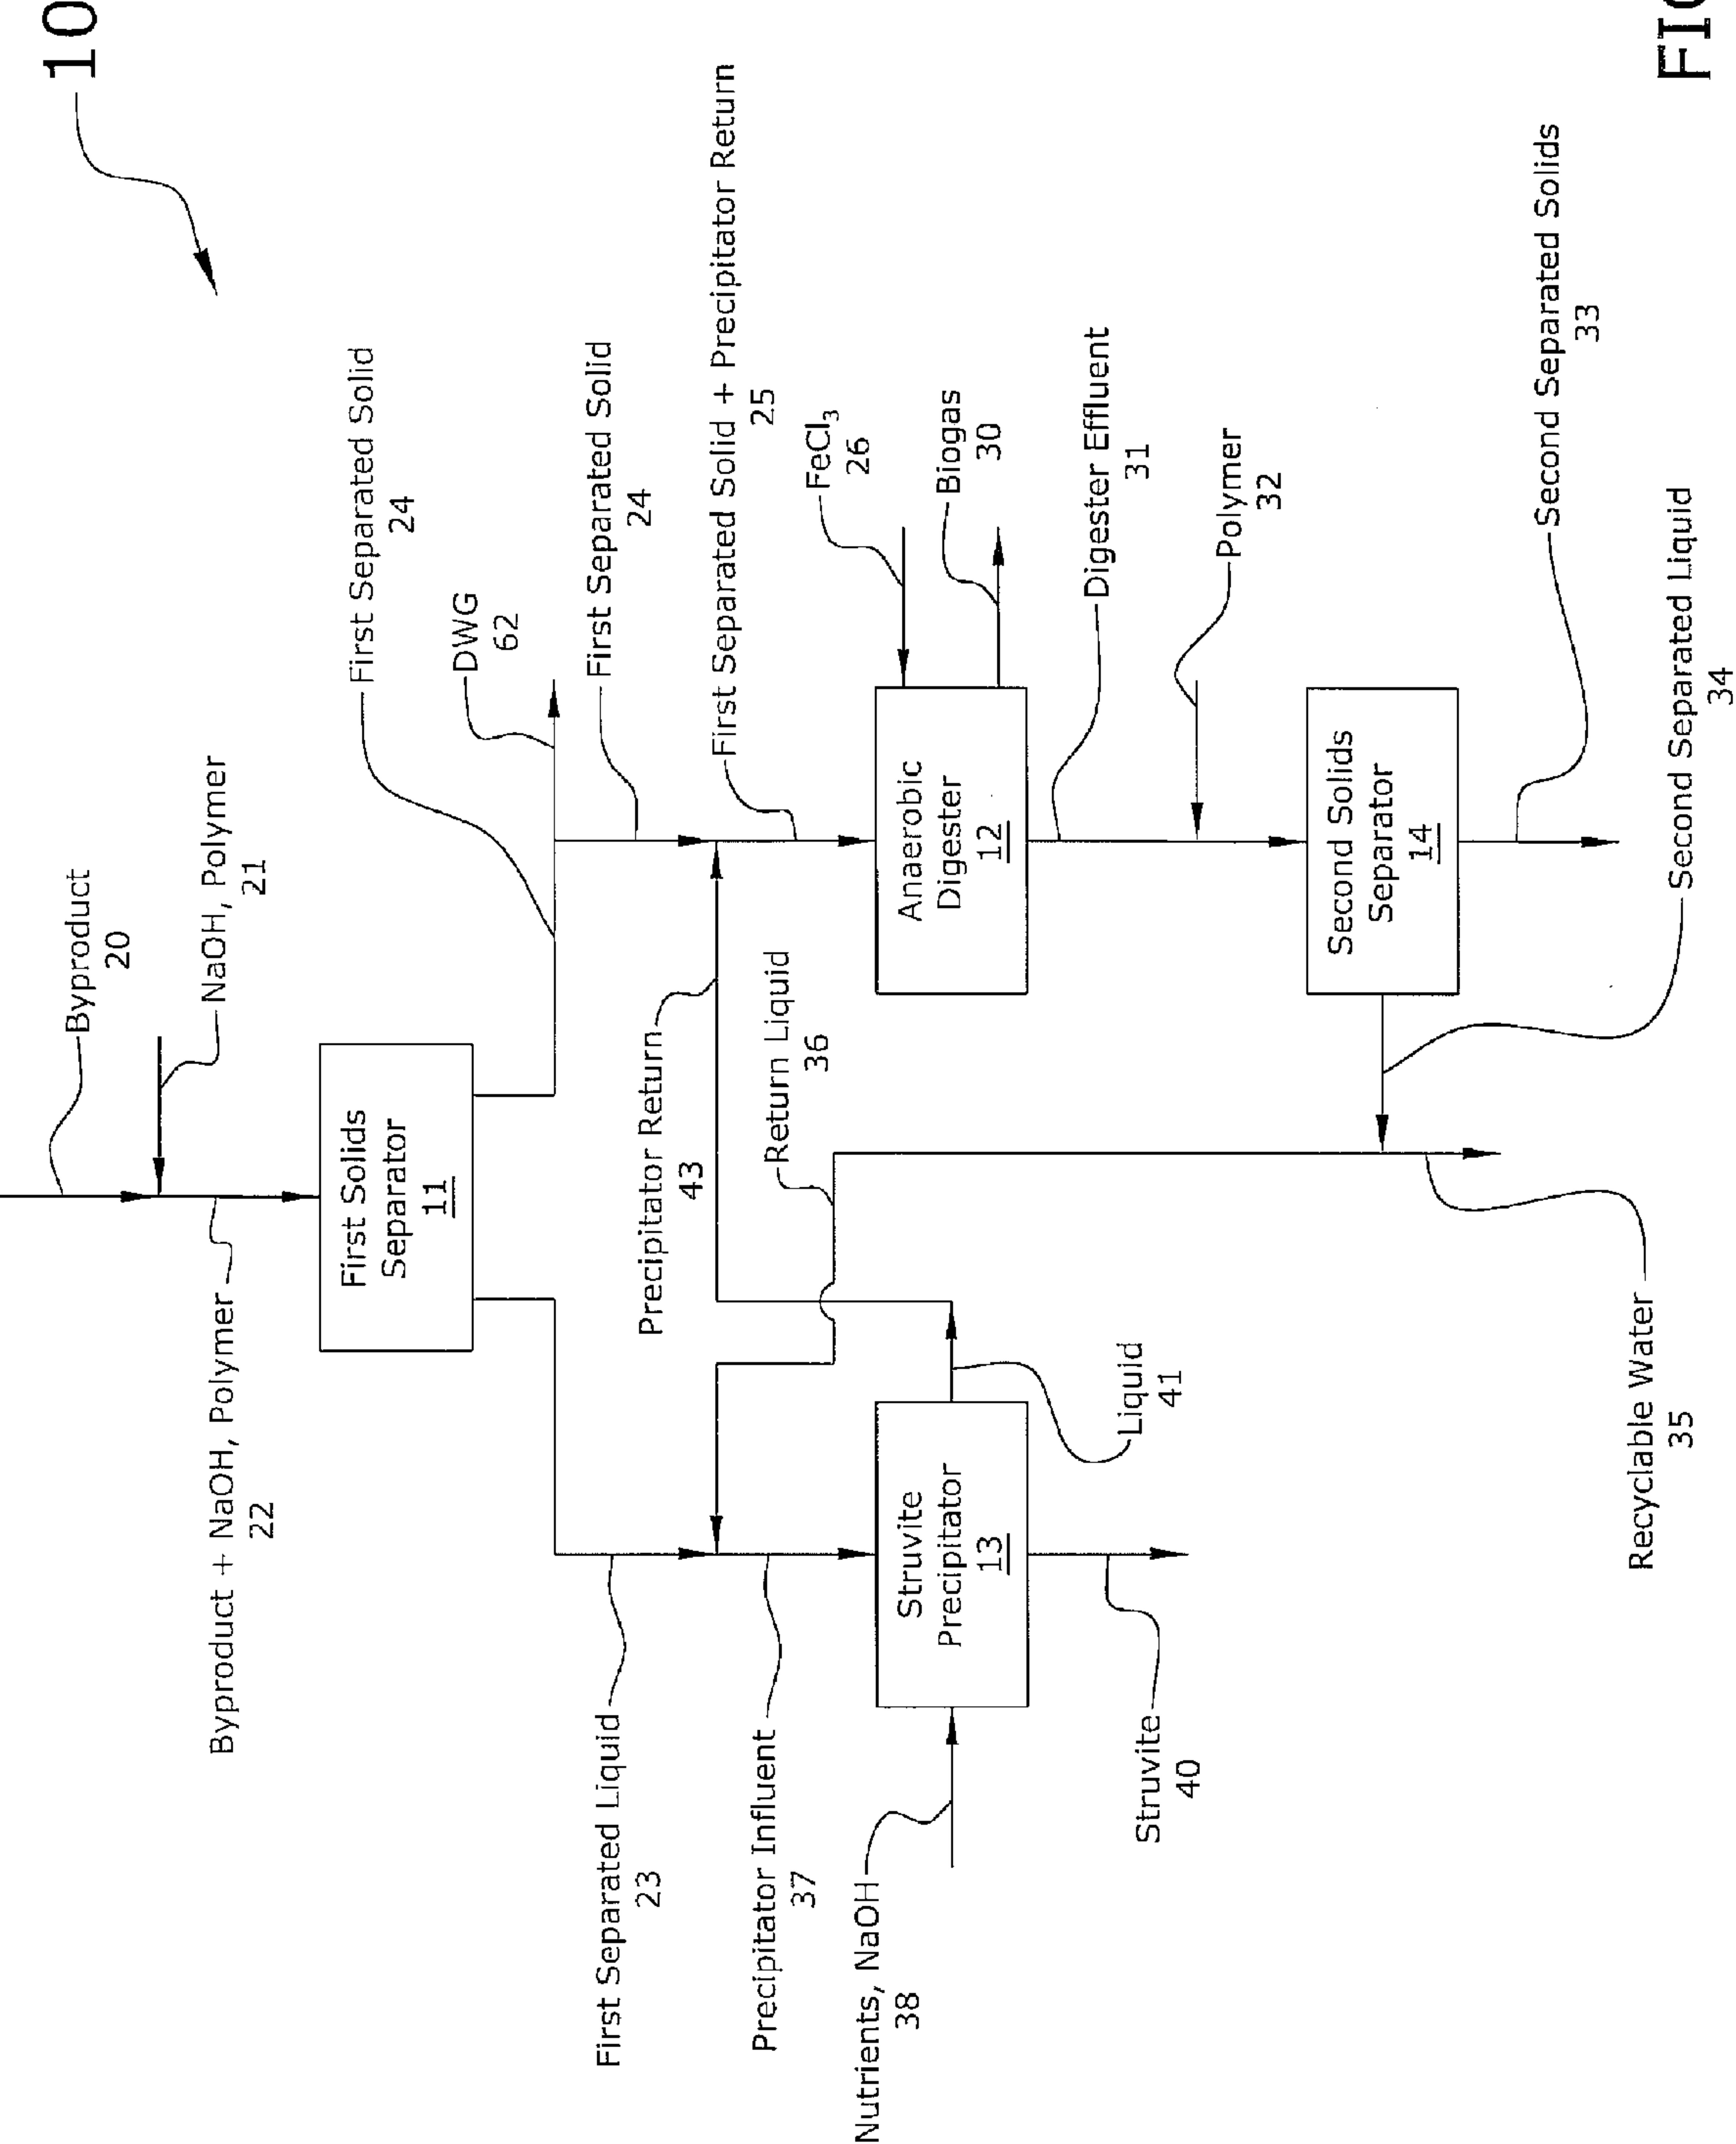 10
Byproduct
20
NaOH, Polymer
21
Byproduct + NaOH, Polymer
22
First Solids
Separator
11
First Separated Solid
24
DWG
62
First Separated Solid
24
First Separated Liquid
23
Precipitator Return
43
First Separated Solid + Precipitator Return
25
Return Liquid
36
Precipitator Influent
37
FeCl₃
26
Biogas
30
Anaerobic
Digester
12
Nutrients, NaOH
38
Struvite
Precipitator
13
Liquid
41
Struvite
40
Digester Effluent
31
Polymer
32
Second Solids
Separator
14
Second Separated Solids
33
Second Separated Liquid
34
Recyclable Water
35